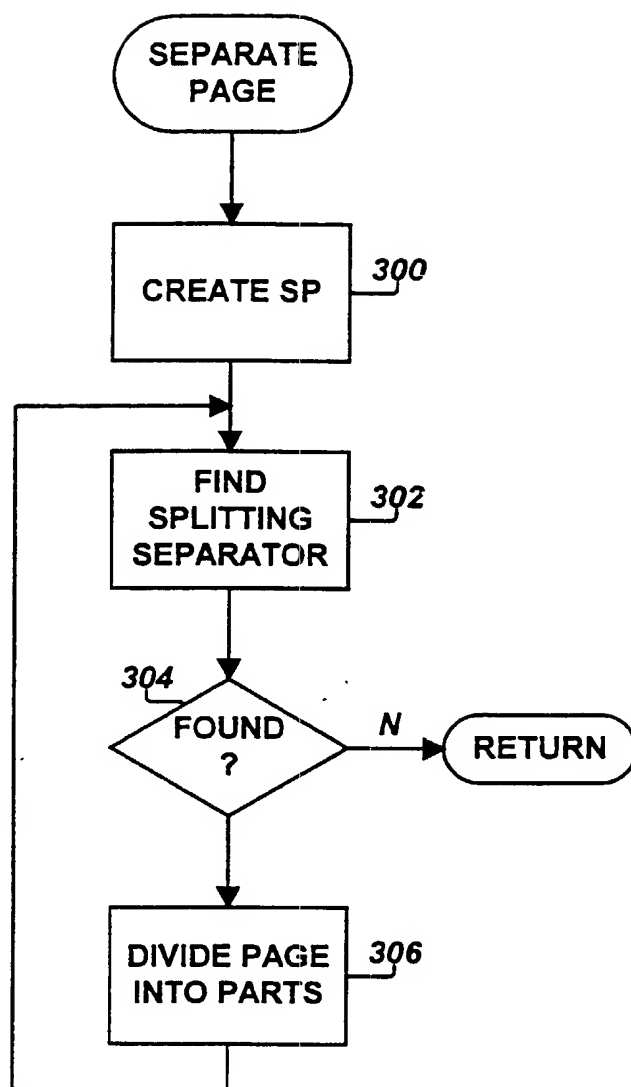 SEPARATE
PAGE
CREATE SP
300
FIND
SPLITTING
SEPARATOR
302
304
FOUND
?
N
RETURN
DIVIDE PAGE
INTO PARTS
306